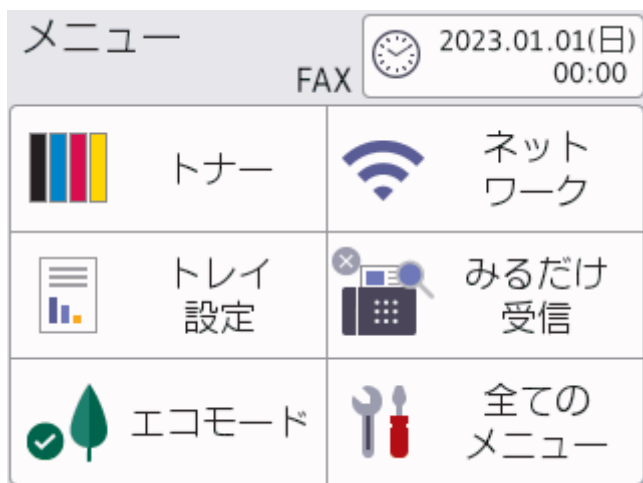 メニュー
FAX
2023.01.01(日)
00:00
トナー
ネット
ワーク
トレイ
設定
みるだけ
受信
エコモード
全ての
メニュー